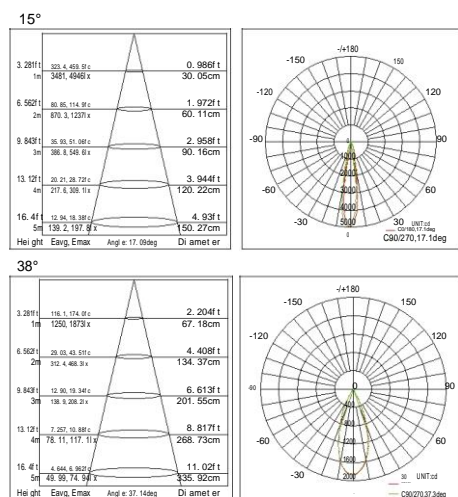 15°
3.281ft 323.4, 459.5fc 0.986ft
1m 3481, 4946lx 30.05cm
6.562ft 80.85, 114.9fc 1.972ft
2m 870.3, 1237lx 60.11cm
9.843ft 35.93, 51.06fc 2.958ft
3m 386.8, 549.6lx 90.16cm
13.12ft 20.21, 28.72fc 3.944ft
4m 217.6, 309.1lx 120.22cm
16.4ft 12.94, 18.38fc 4.93ft
5m 139.2, 197.8lx 150.27cm
Height Eavg, Emax Angle: 17.09deg Diameter
-/+180
-150 150
-120 120
-90 90
-60 60
-30 30
0
1000
2000
3000
4000
5000
0
UNIT:cd
C0/180,17.1deg
C90/270,17.1deg
38°
3.281ft 116.1, 174.0fc 2.204ft
1m 1250, 1873lx 67.18cm
6.562ft 29.03, 43.51fc 4.408ft
2m 312.4, 468.3lx 134.37cm
9.843ft 12.90, 19.34fc 6.613ft
3m 138.9, 208.2lx 201.55cm
13.12ft 7.257, 10.88fc 8.817ft
4m 78.11, 117.1lx 268.73cm
16.4ft 4.644, 6.962fc 11.02ft
5m 49.99, 74.94lx 335.92cm
Height Eavg, Emax Angle: 37.14deg Diameter
-/+180
-150 150
-120 120
-90 90
-60 60
-30 30
0
400
800
1200
1600
2000
UNIT:cd
C90/270,37.3deg